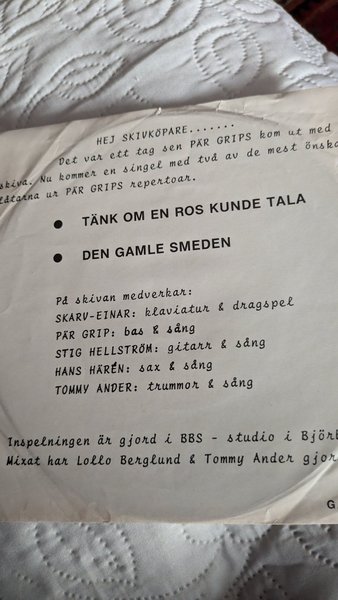 HEJ SKIVKÖPARE.......
Det var ett tag sen PÄR GRIPS kom ut med
skiva. Nu kommer en singel med två av de mest önska
låtarna ur PÄR GRIPS repertoar.
● TÄNK OM EN ROS KUNDE TALA
● DEN GAMLE SMEDEN
På skivan medverkar:
SKARV-EINAR: klaviatur & dragspel
PÄR GRIP: bas & sång
STIG HELLSTRÖM: gitarr & sång
HANS HÄRÉN: sax & sång
TOMMY ANDER: trummor & sång
Inspelningen är gjord i BBS - studio i Björb
Mixat har Lollo Berglund & Tommy Ander gjor
G